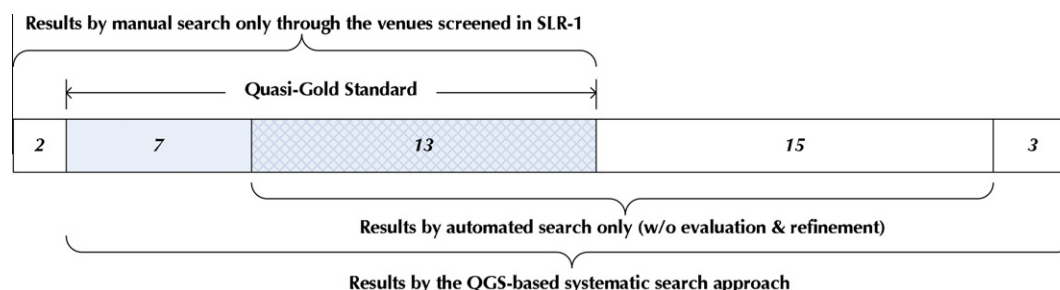 Results by manual search only through the venues screened in SLR-1
Quasi-Gold Standard
2 7 13 15 3
Results by automated search only (w/o evaluation & refinement)
Results by the QGS-based systematic search approach